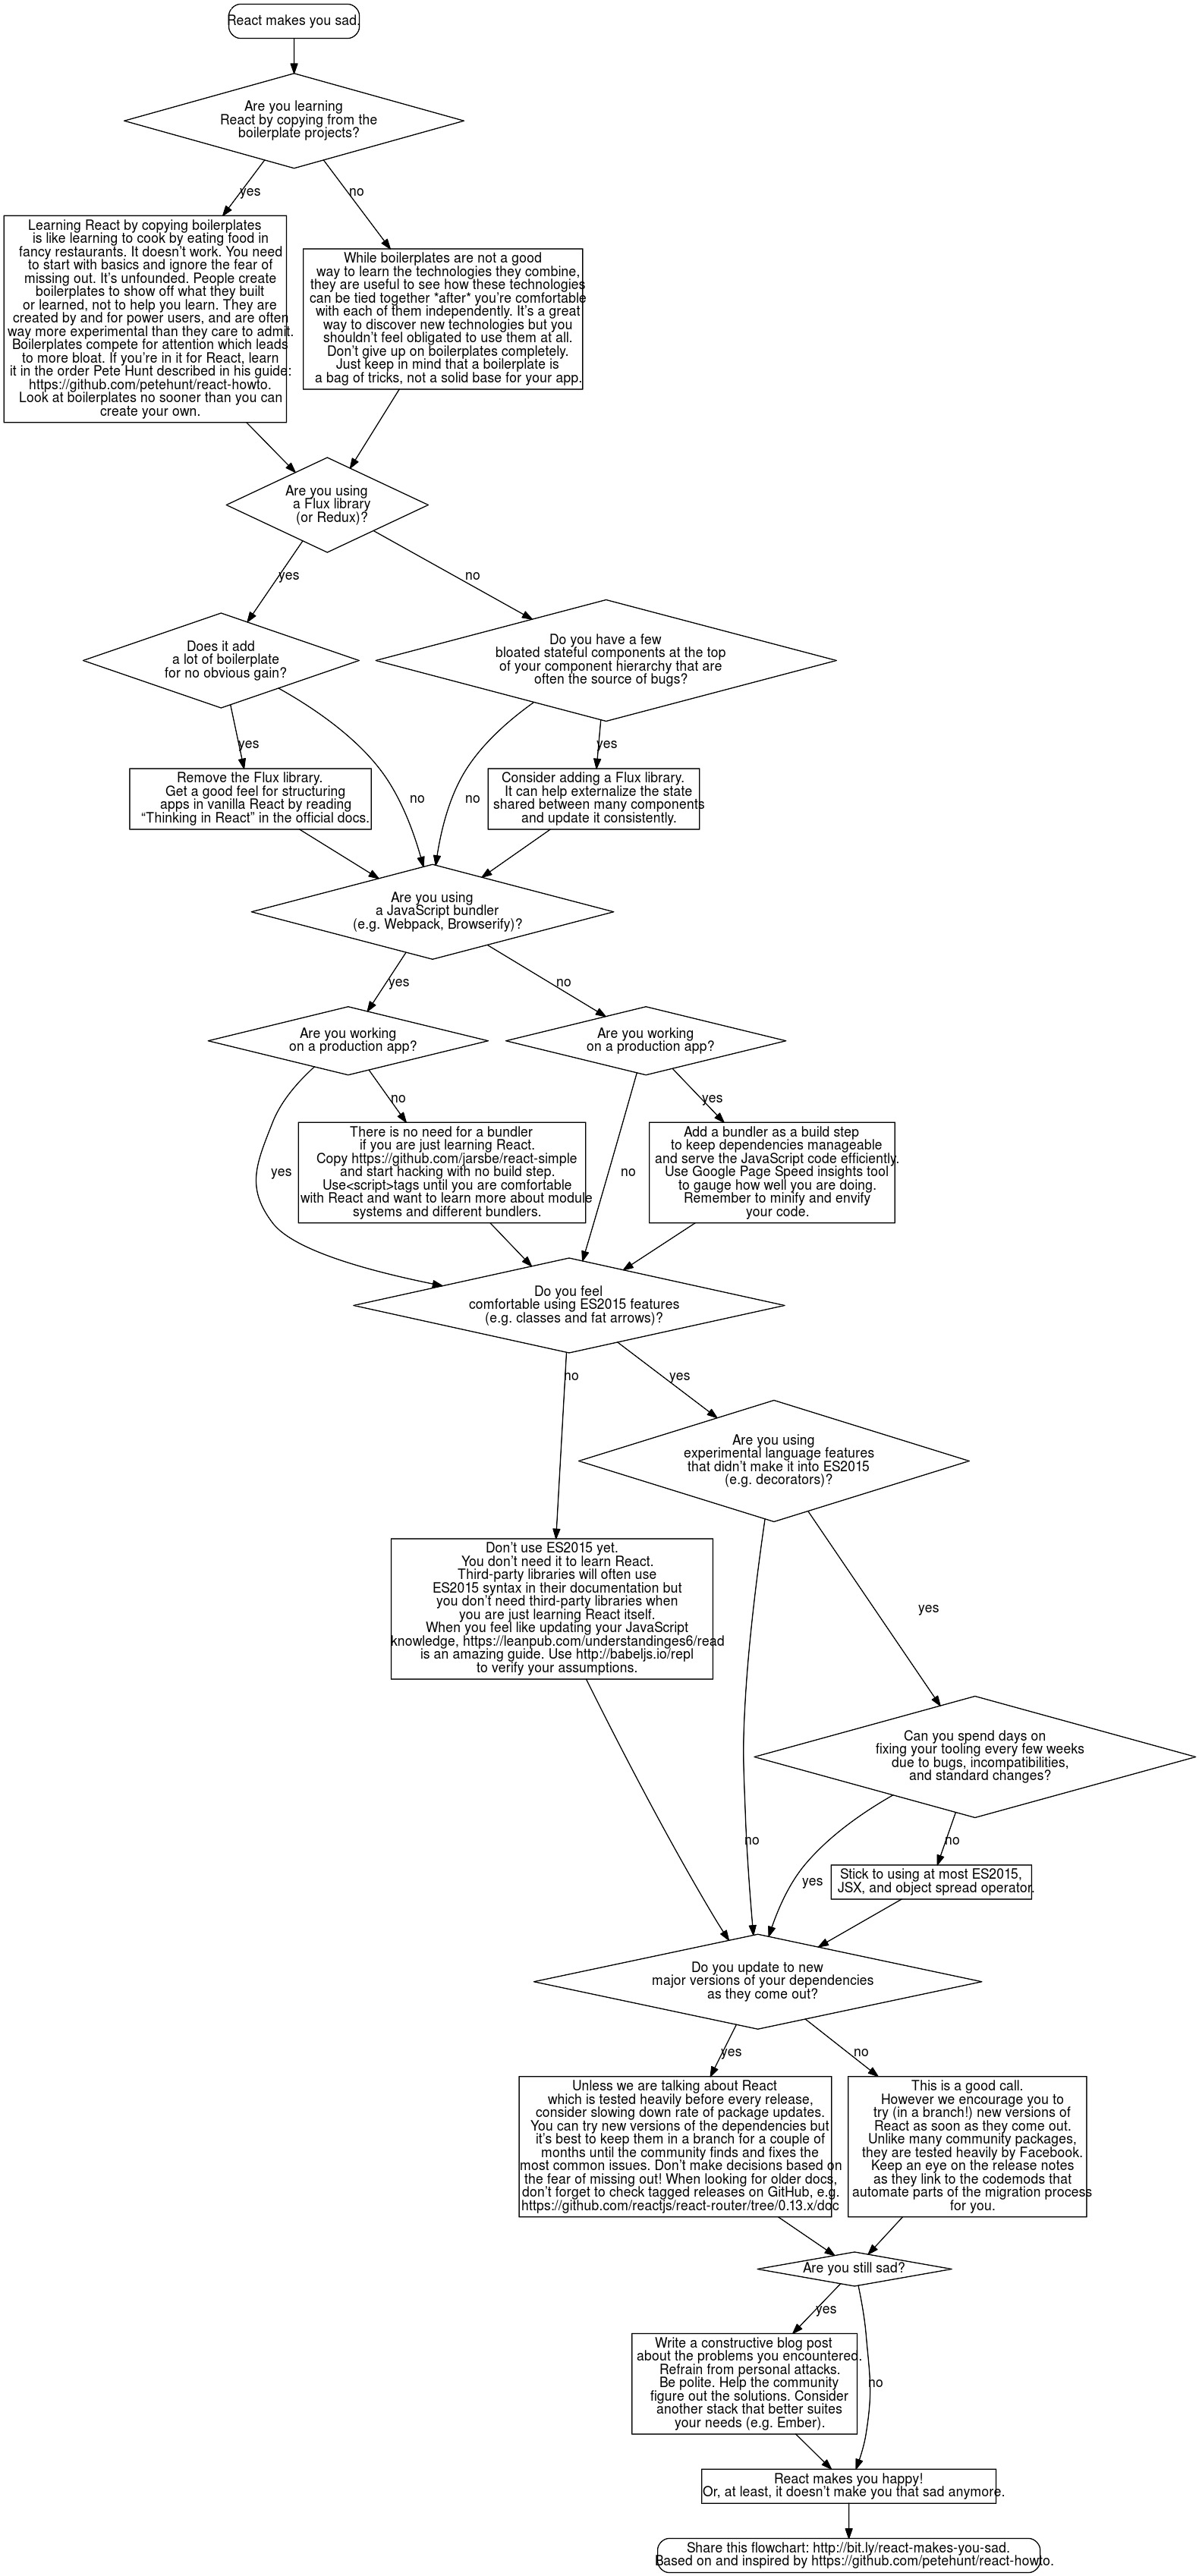 React makes you sad.
Are you learning
React by copying from the
boilerplate projects?
yes
no
Learning React by copying boilerplates
is like learning to cook by eating food in
fancy restaurants. It doesn’t work. You need
to start with basics and ignore the fear of
missing out. It’s unfounded. People create
boilerplates to show off what they built
or learned, not to help you learn. They are
created by and for power users, and are often
way more experimental than they care to admit.
Boilerplates compete for attention which leads
to more bloat. If you’re in it for React, learn
it in the order Pete Hunt described in his guide:
https://github.com/petehunt/react-howto.
Look at boilerplates no sooner than you can
create your own.
While boilerplates are not a good
way to learn the technologies they combine,
they are useful to see how these technologies
can be tied together *after* you’re comfortable
with each of them independently. It’s a great
way to discover new technologies but you
shouldn’t feel obligated to use them at all.
Don’t give up on boilerplates completely.
Just keep in mind that a boilerplate is
a bag of tricks, not a solid base for your app.
Are you using
a Flux library
(or Redux)?
yes
no
Does it add
a lot of boilerplate
for no obvious gain?
Do you have a few
bloated stateful components at the top
of your component hierarchy that are
often the source of bugs?
yes
yes
Remove the Flux library.
Get a good feel for structuring
apps in vanilla React by reading
“Thinking in React” in the official docs.
no
no
Consider adding a Flux library.
It can help externalize the state
shared between many components
and update it consistently.
Are you using
a JavaScript bundler
(e.g. Webpack, Browserify)?
yes
no
Are you working
on a production app?
Are you working
on a production app?
no
yes
yes
There is no need for a bundler
if you are just learning React.
Copy https://github.com/jarsbe/react-simple
and start hacking with no build step.
Use<script>tags until you are comfortable
with React and want to learn more about module
systems and different bundlers.
no
Add a bundler as a build step
to keep dependencies manageable
and serve the JavaScript code efficiently.
Use Google Page Speed insights tool
to gauge how well you are doing.
Remember to minify and envify
your code.
Do you feel
comfortable using ES2015 features
(e.g. classes and fat arrows)?
no
yes
Are you using
experimental language features
that didn’t make it into ES2015
(e.g. decorators)?
Don’t use ES2015 yet.
You don’t need it to learn React.
Third-party libraries will often use
ES2015 syntax in their documentation but
you don’t need third-party libraries when
you are just learning React itself.
When you feel like updating your JavaScript
knowledge, https://leanpub.com/understandinges6/read
is an amazing guide. Use http://babeljs.io/repl
to verify your assumptions.
yes
Can you spend days on
fixing your tooling every few weeks
due to bugs, incompatibilities,
and standard changes?
no
no
yes
Stick to using at most ES2015,
JSX, and object spread operator.
Do you update to new
major versions of your dependencies
as they come out?
yes
no
Unless we are talking about React
which is tested heavily before every release,
consider slowing down rate of package updates.
You can try new versions of the dependencies but
it’s best to keep them in a branch for a couple of
months until the community finds and fixes the
most common issues. Don’t make decisions based on
the fear of missing out! When looking for older docs,
don’t forget to check tagged releases on GitHub, e.g.
https://github.com/reactjs/react-router/tree/0.13.x/doc
This is a good call.
However we encourage you to
try (in a branch!) new versions of
React as soon as they come out.
Unlike many community packages,
they are tested heavily by Facebook.
Keep an eye on the release notes
as they link to the codemods that
automate parts of the migration process
for you.
Are you still sad?
yes
no
Write a constructive blog post
about the problems you encountered.
Refrain from personal attacks.
Be polite. Help the community
figure out the solutions. Consider
another stack that better suites
your needs (e.g. Ember).
React makes you happy!
Or, at least, it doesn’t make you that sad anymore.
Share this flowchart: http://bit.ly/react-makes-you-sad.
Based on and inspired by https://github.com/petehunt/react-howto.